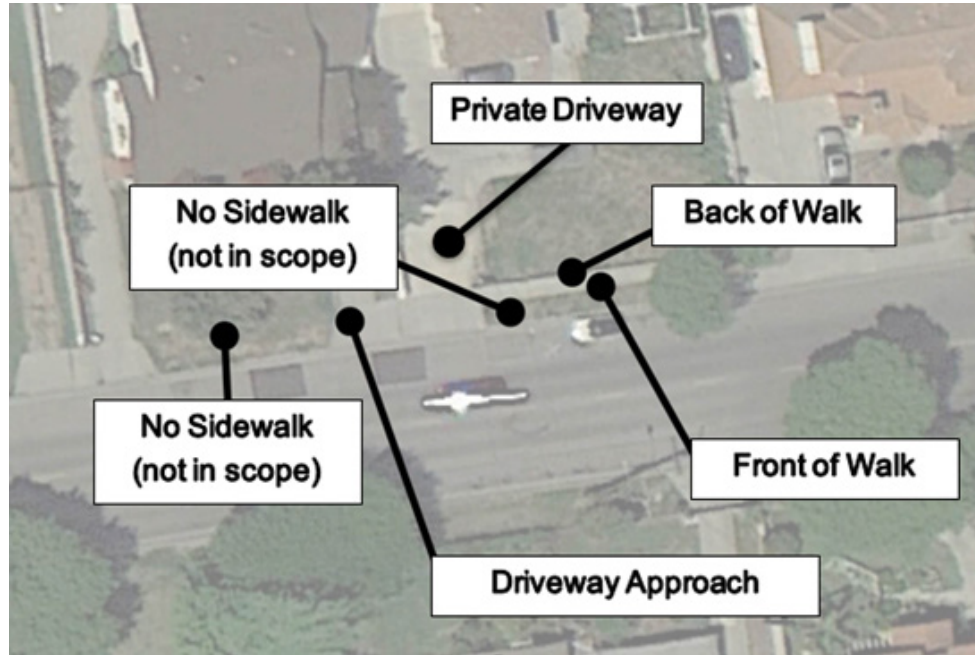 Private Driveway
No Sidewalk
(not in scope)
Back of Walk
No Sidewalk
(not in scope)
Front of Walk
Driveway Approach